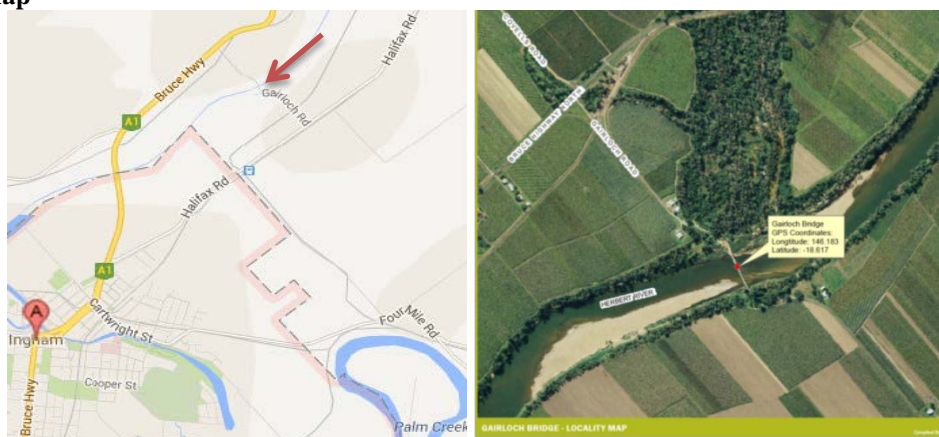 ap
Bruce Hwy
A1
Gairloch Rd
Halifax Rd
Halifax Rd
A1
A
Ingham
Cartwright St
Four Mile Rd
Cooper St
Bruce Hwy
Palm Creek
COVELLS ROAD
BRUCE HIGHWAY NORTH
GAIRLOCH ROAD
Gairloch Bridge
GPS Coordinates:
Longtitude: 146.183
Latitude: -18.617
HERBERT RIVER
GAIRLOCH BRIDGE - LOCALITY MAP